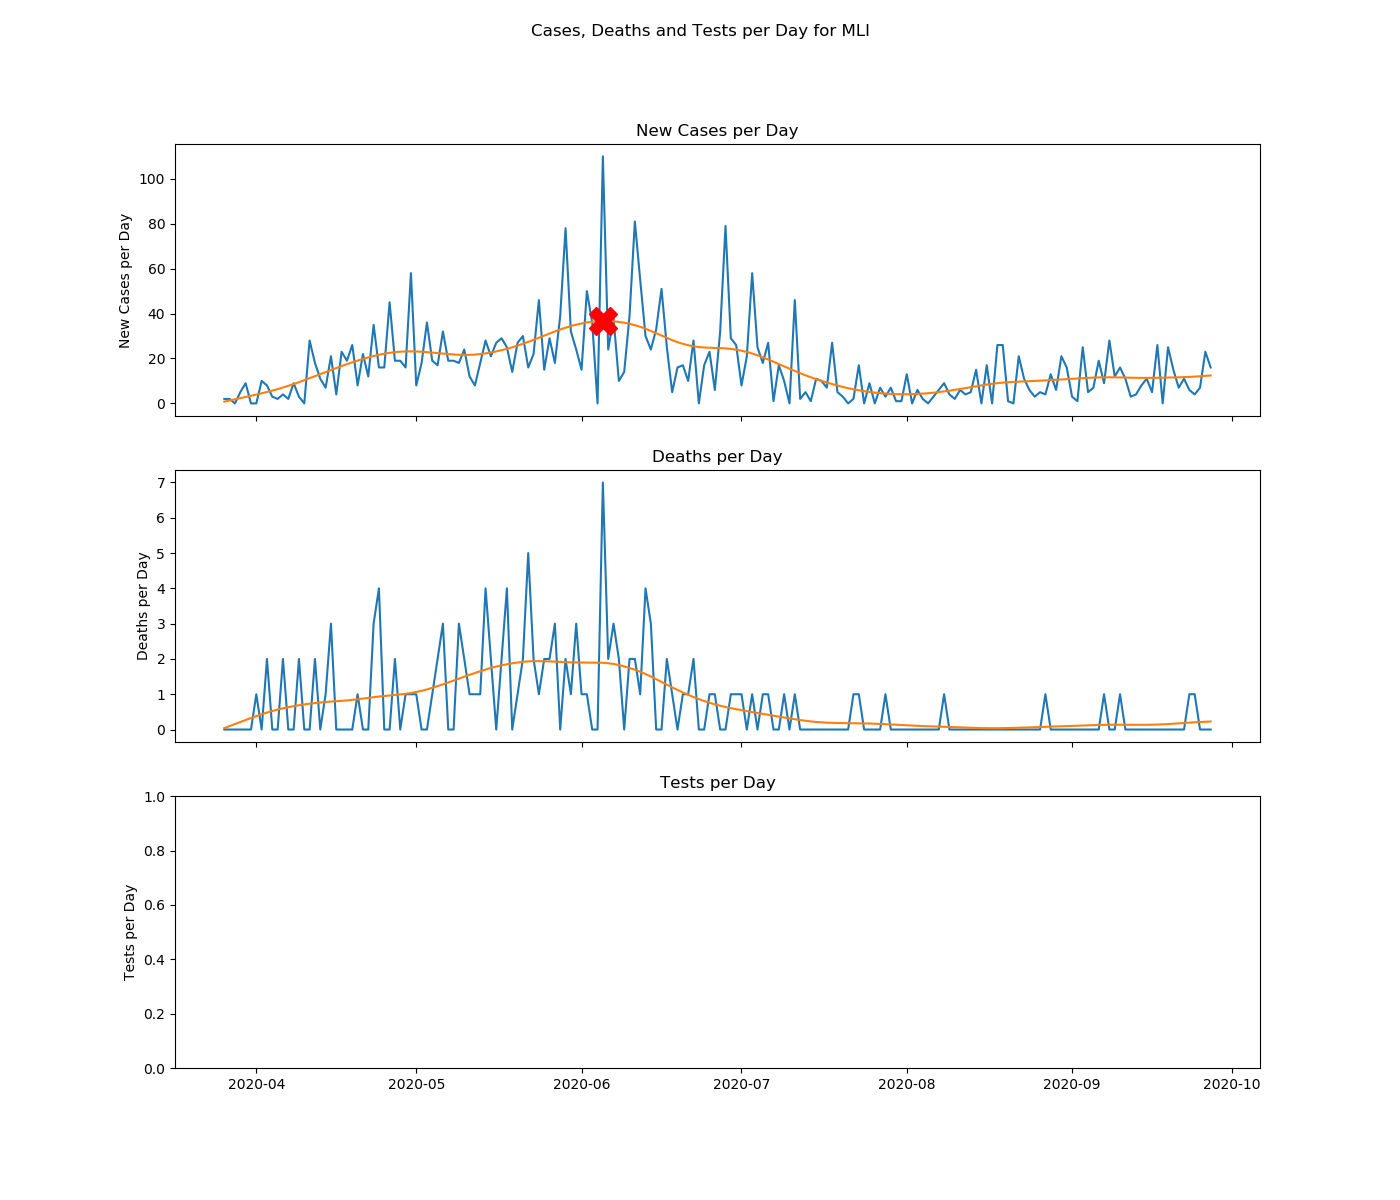 Cases, Deaths and Tests per Day for MLI
New Cases per Day
New Cases per Day
100
80
60
40
20
0
Deaths per Day
Deaths per Day
7
6
5
4
3
2
1
0
Tests per Day
Tests per Day
1.0
0.8
0.6
0.4
0.2
0.0
2020-04 2020-05 2020-06 2020-07 2020-08 2020-09 2020-10